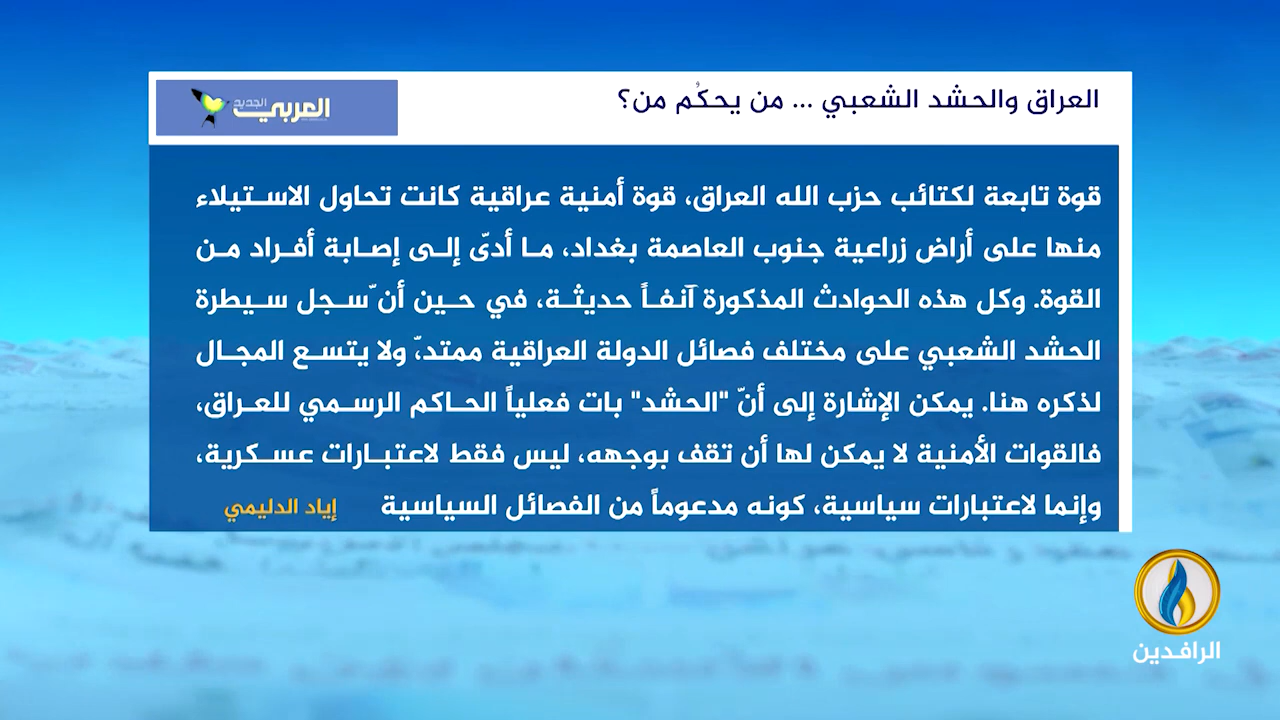 العراق والحشد الشعبي ... من يحكُم من؟
العربي الجديد
قوة تابعة لكتائب حزب الله العراق، قوة أمنية عراقية كانت تحاول الاستيلاء
منها على أراض زراعية جنوب العاصمة بغداد، ما أدىّ إلى إصابة أفراد من
القوة. وكل هذه الحوادث المذكورة آنفاً حديثة، في حين أن ّسجل سيطرة
الحشد الشعبي على مختلف فصائل الدولة العراقية ممتد،ّ ولا يتسع المجال
لذكره هنا. يمكن الإشارة إلى أنّ "الحشد" بات فعلياً الحاكم الرسمي للعراق،
فالقوات الأمنية لا يمكن لها أن تقف بوجهه، ليس فقط لاعتبارات عسكرية،
وإنما لاعتبارات سياسية، كونه مدعوماً من الفصائل السياسية
إياد الدليمي
الرافدين